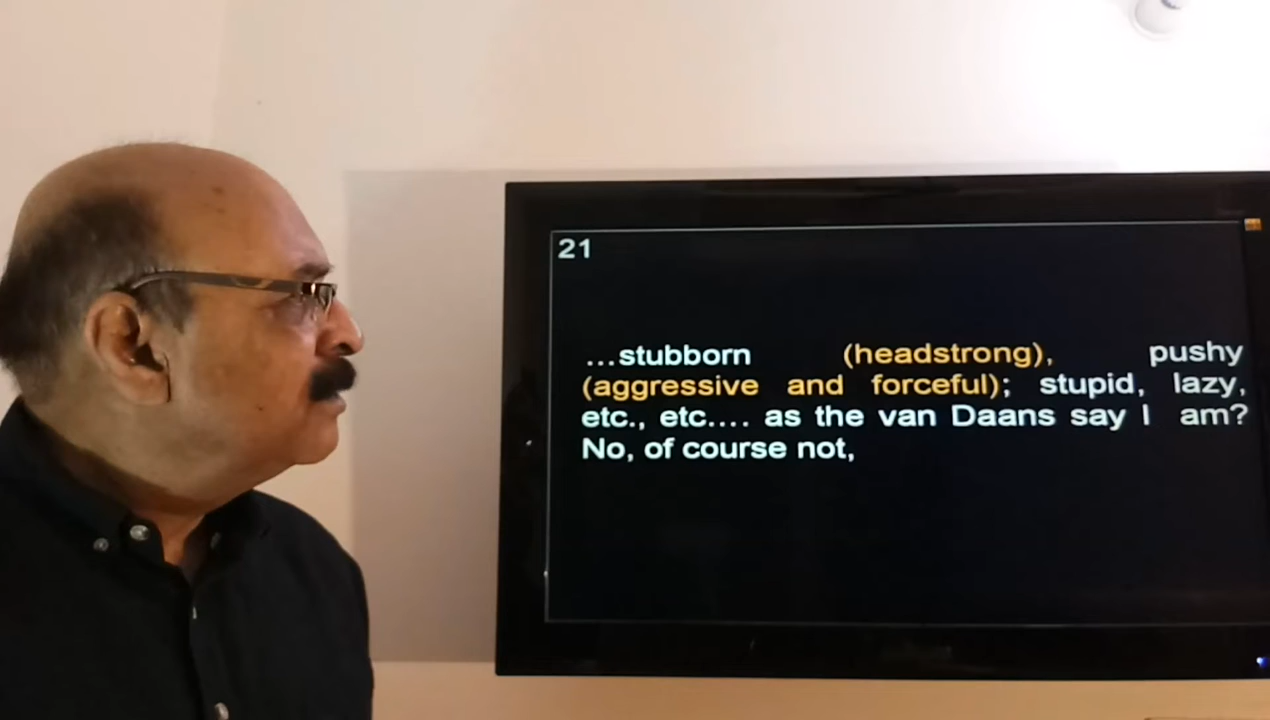 21
...stubborn (headstrong), pushy
(aggressive and forceful); stupid, lazy,
etc., etc.... as the van Daans say I am?
No, of course not,